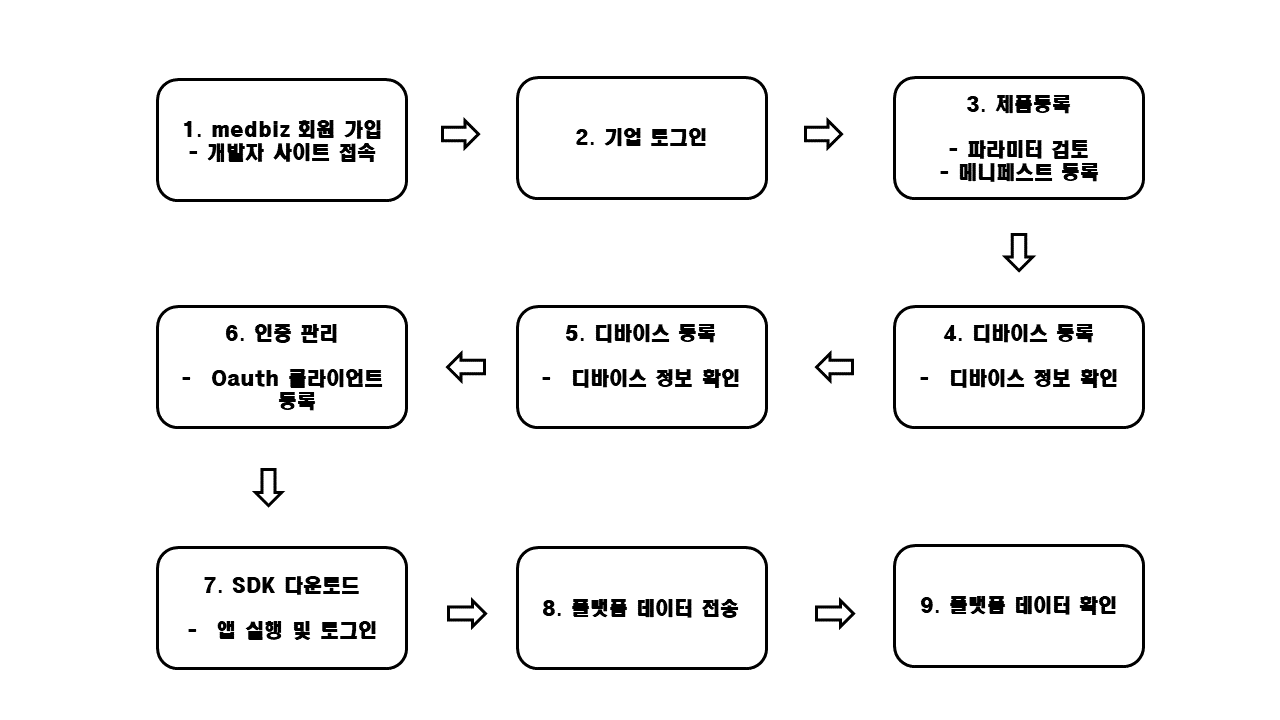 1. medbiz 회원 가입
- 개발자 사이트 접속
2. 기업 로그인
3. 제품등록
- 파라미터 검토
- 메니페스트 등록
4. 디바이스 등록
- 디바이스 정보 확인
5. 디바이스 등록
- 디바이스 정보 확인
6. 인증 관리
- Oauth 클라이언트
등록
7. SDK 다운로드
- 앱 실행 및 로그인
8. 플랫폼 데이터 전송
9. 플랫폼 데이터 확인